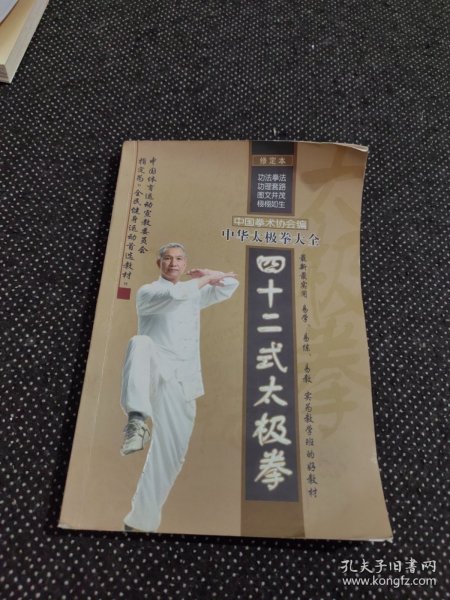 修定本
功法拳法
功理套路
图文并茂
栩栩如生
中国拳术协会编
中华太极拳大全
四十二式太极拳
中国体育运动宣教委员会
指定为:全民健身运动首选教材
最新最实用 易学、易练、易教 实为教学班的好教材
孔夫子旧书网
www.kongfz.com